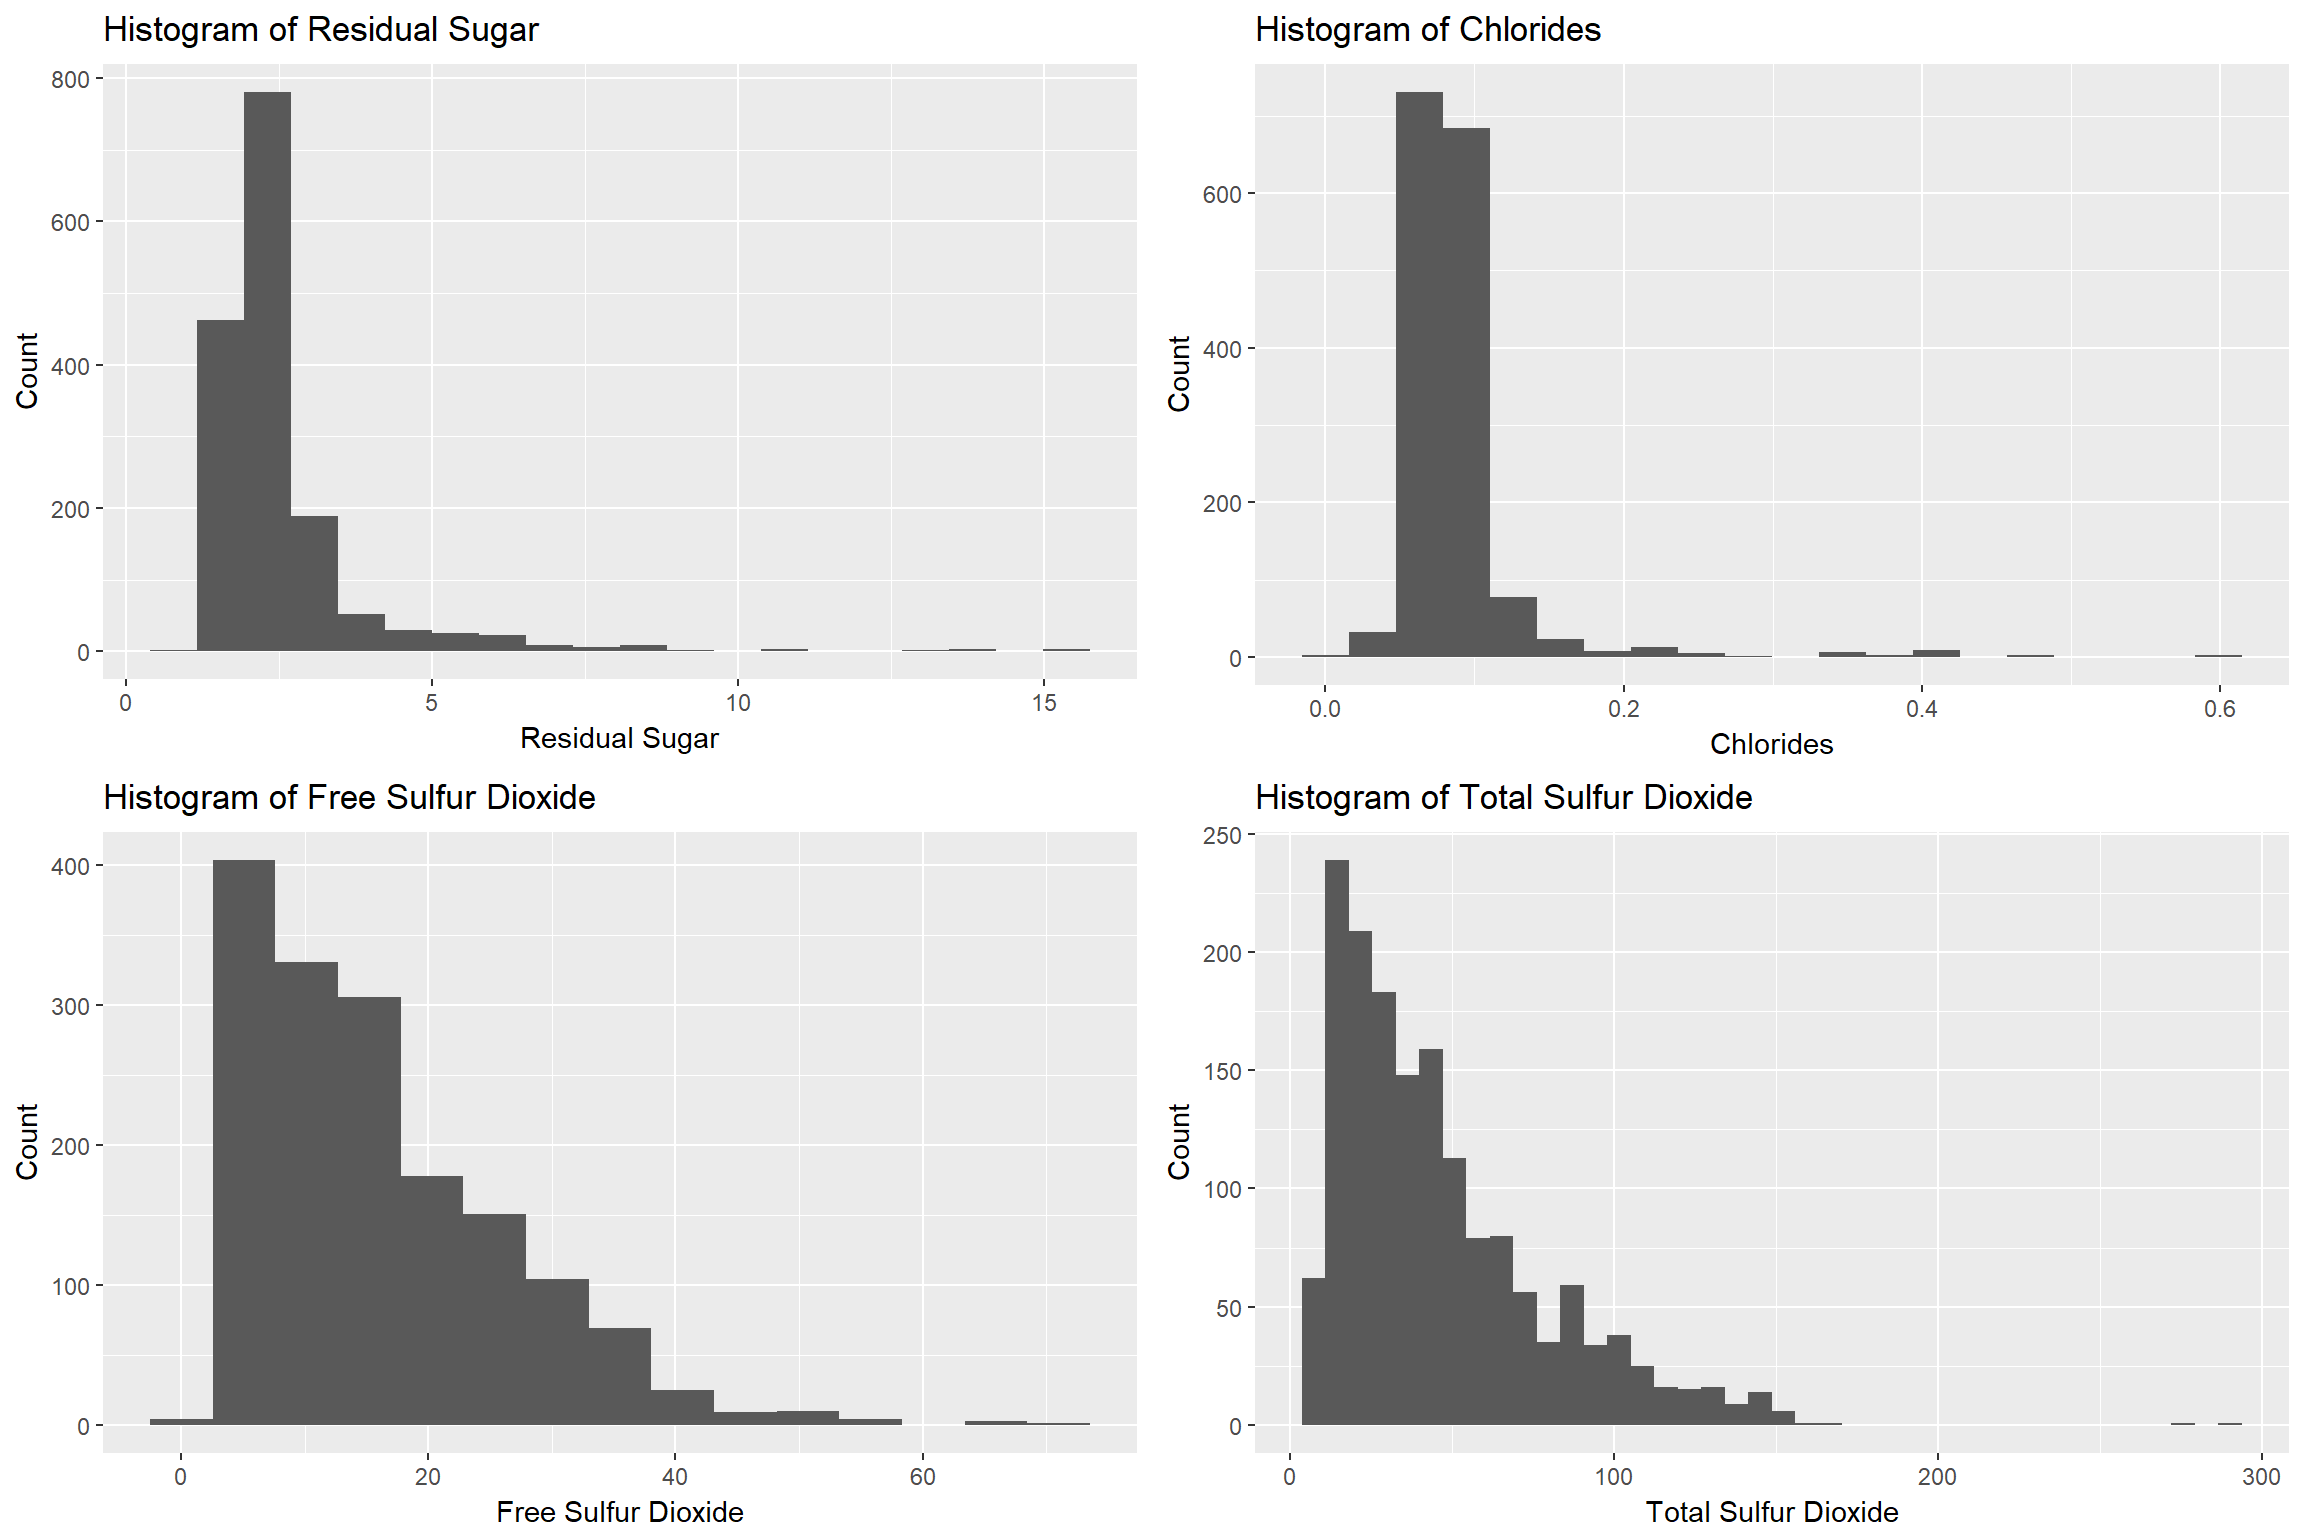 Histogram of Residual Sugar
800
600
400
200
0
Count
0 5 10 15
Residual Sugar
Histogram of Chlorides
600
400
200
0
Count
0.0 0.2 0.4 0.6
Chlorides
Histogram of Free Sulfur Dioxide
400
300
200
100
0
Count
0 20 40 60
Free Sulfur Dioxide
Histogram of Total Sulfur Dioxide
250
200
150
100
50
0
Count
0 100 200 300
Total Sulfur Dioxide